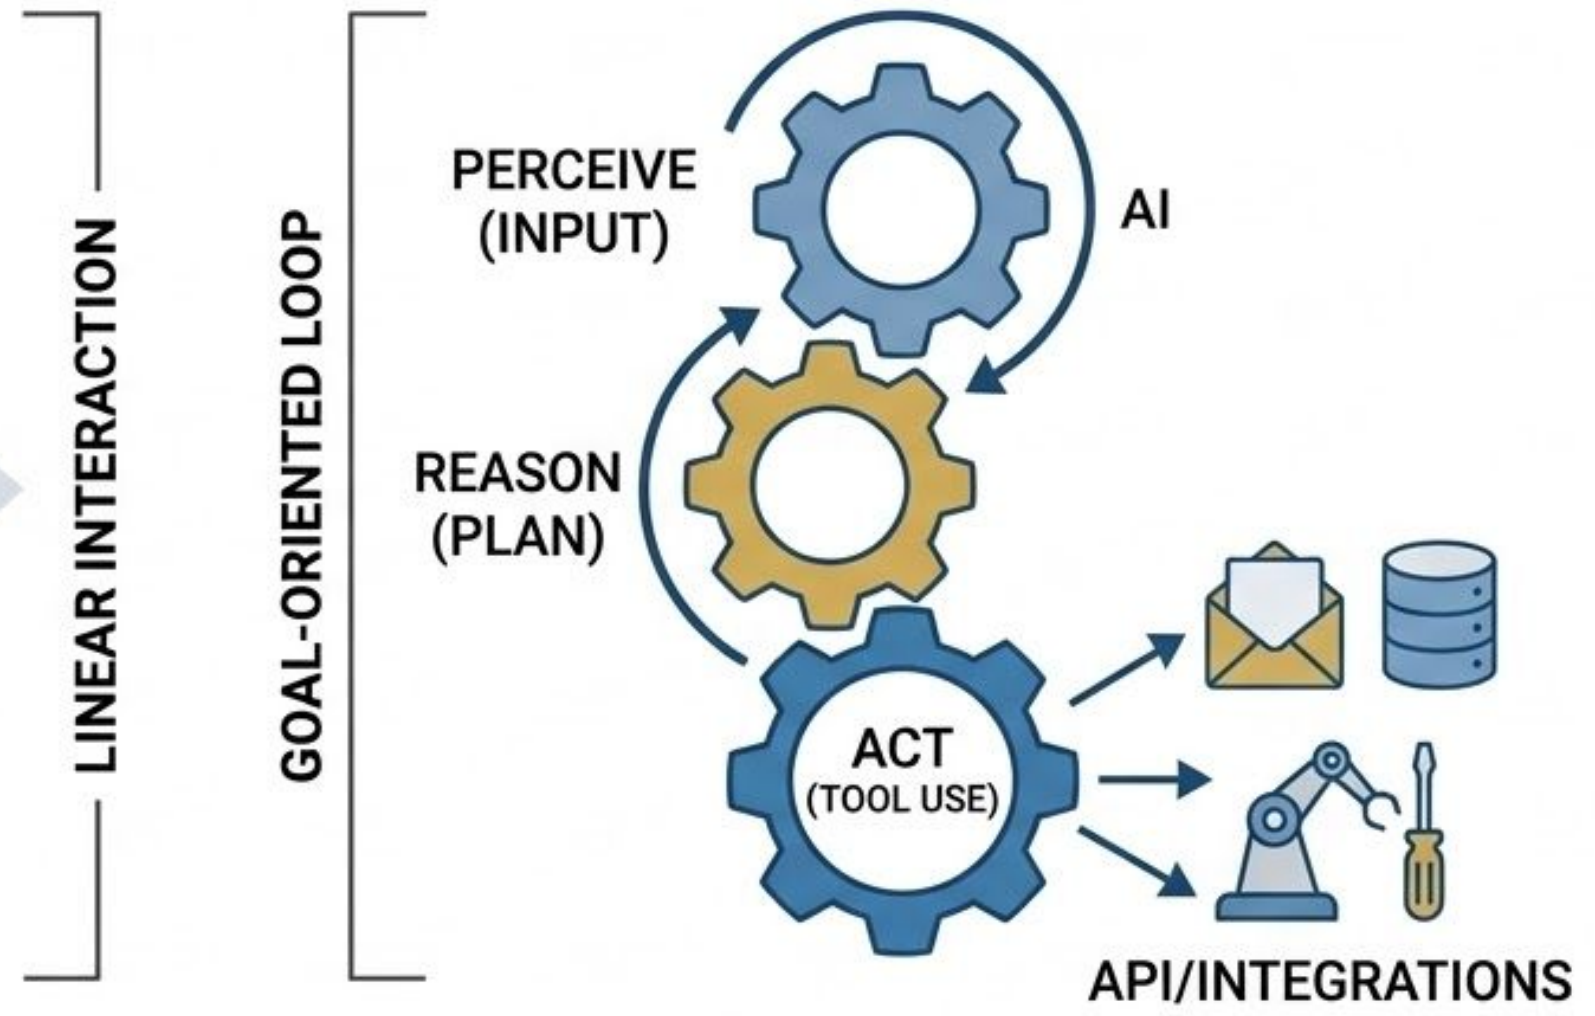 LINEAR INTERACTION
GOAL-ORIENTED LOOP
PERCEIVE
(INPUT)
AI
REASON
(PLAN)
ACT
(TOOL USE)
API/INTEGRATIONS